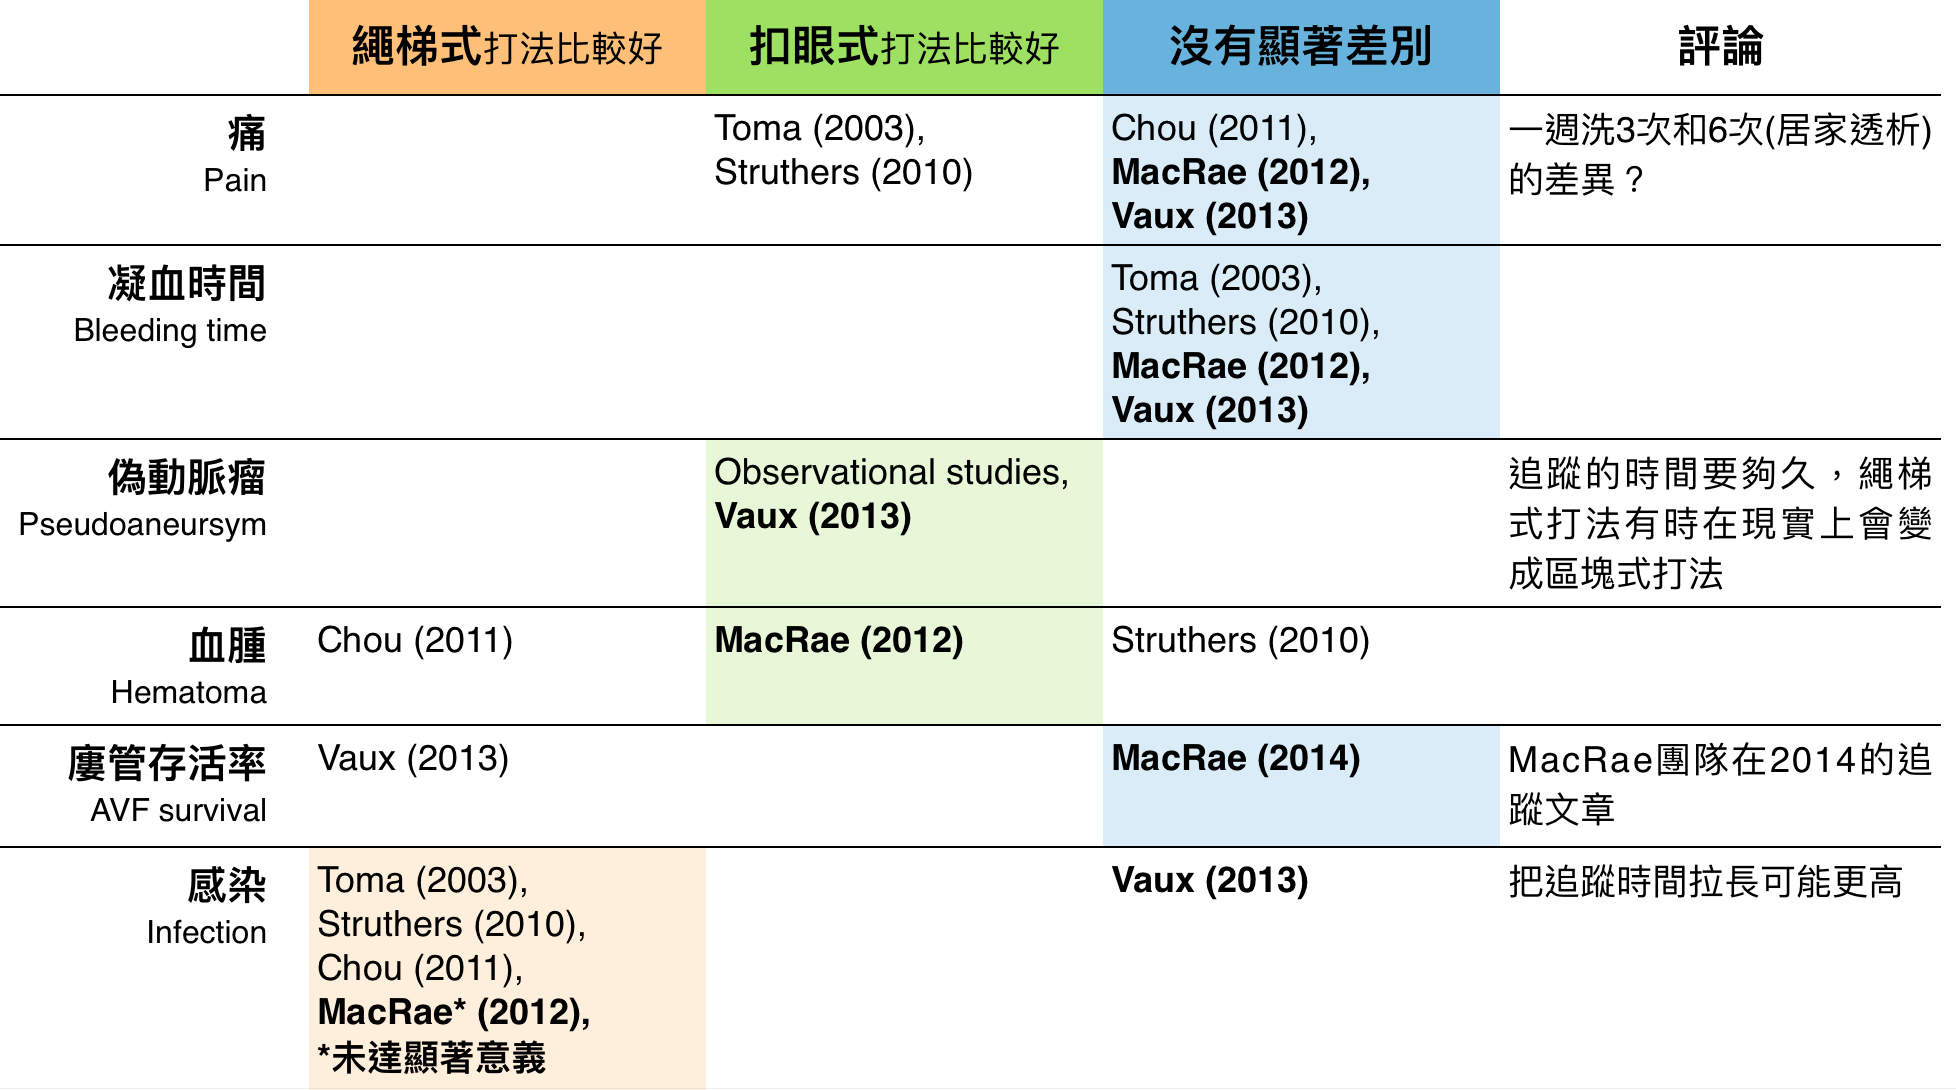 繩梯式打法比較好 扣眼式打法比較好 沒有顯著差別 評論
痛
Pain
Toma (2003),
Struthers (2010)
Chou (2011),
MacRae (2012),
Vaux (2013)
一週洗3次和6次(居家透析)
的差異？
凝血時間
Bleeding time
Toma (2003),
Struthers (2010),
MacRae (2012),
Vaux (2013)
偽動脈瘤
Pseudoaneursym
Observational studies,
Vaux (2013)
追蹤的時間要夠久，繩梯
式打法有時在現實上會變
成區塊式打法
血腫
Hematoma
Chou (2011)
MacRae (2012)
Struthers (2010)
廔管存活率
AVF survival
Vaux (2013)
MacRae (2014)
MacRae團隊在2014的追
蹤文章
感染
Infection
Toma (2003),
Struthers (2010),
Chou (2011),
MacRae* (2012),
*未達顯著意義
Vaux (2013)
把追蹤時間拉長可能更高